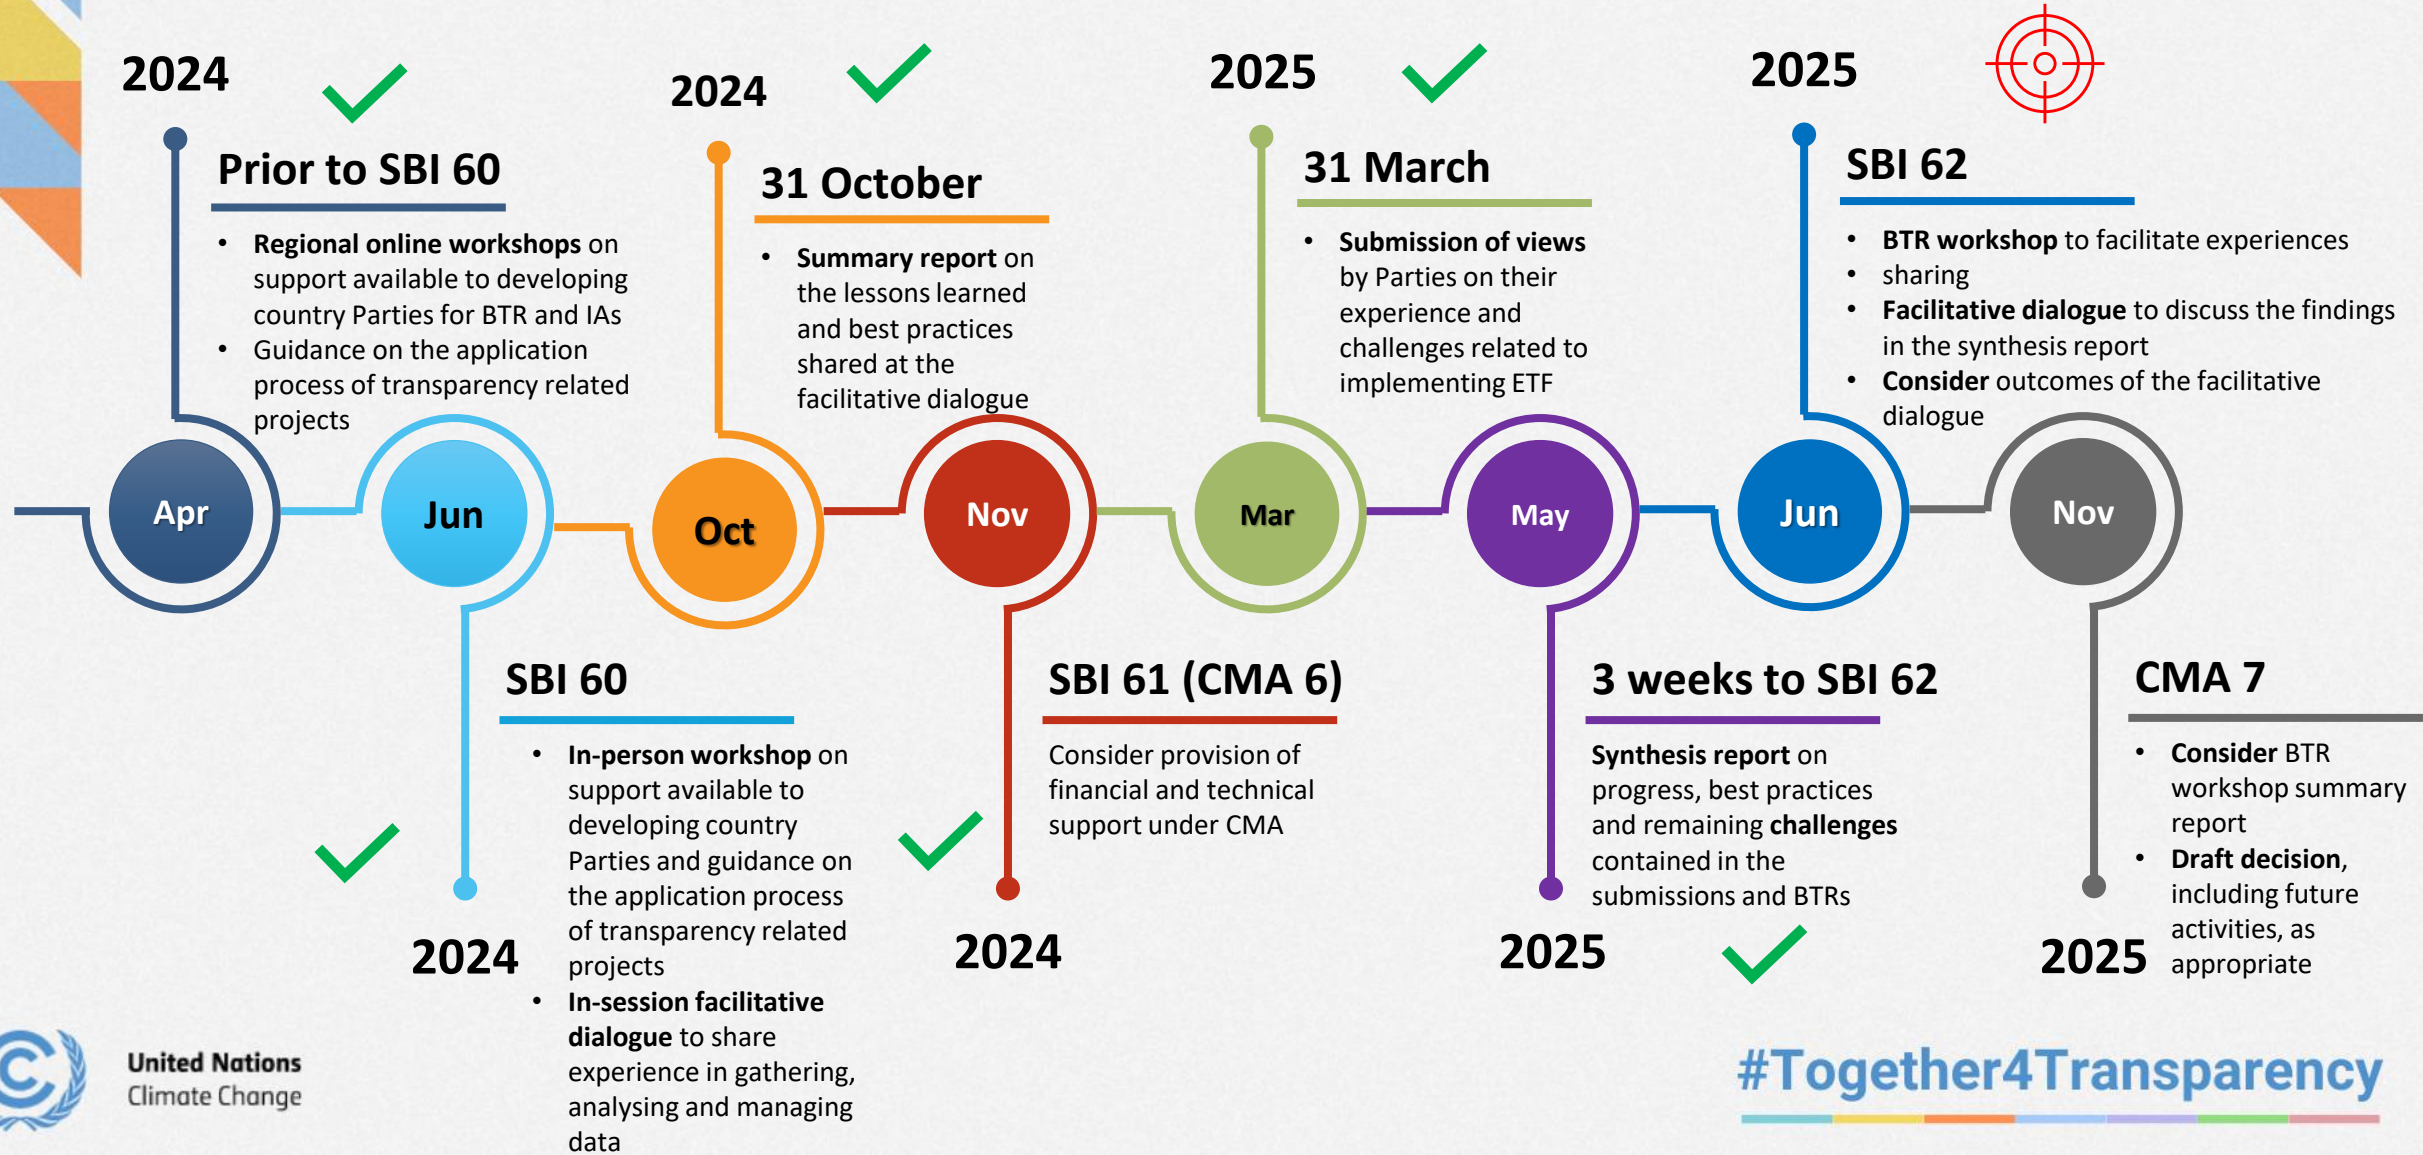 2024
Prior to SBI 60
• Regional online workshops on
support available to developing
country Parties for BTR and IAs
• Guidance on the application
process of transparency related
projects
2024
31 October
• Summary report on
the lessons learned
and best practices
shared at the
facilitative dialogue
2025
31 March
• Submission of views
by Parties on their
experience and
challenges related to
implementing ETF
2025
SBI 62
• BTR workshop to facilitate experiences
• sharing
• Facilitative dialogue to discuss the findings
in the synthesis report
• Consider outcomes of the facilitative
dialogue
Apr
Jun
Oct
Nov
Mar
May
Jun
Nov
SBI 60
• In-person workshop on
support available to
developing country
Parties and guidance on
the application process
of transparency related
projects
• In-session facilitative
dialogue to share
experience in gathering,
analysing and managing
data
2024
SBI 61 (CMA 6)
Consider provision of
financial and technical
support under CMA
2024
3 weeks to SBI 62
Synthesis report on
progress, best practices
and remaining challenges
contained in the
submissions and BTRs
2025
CMA 7
• Consider BTR
workshop summary
report
• Draft decision,
including future
activities, as
appropriate
2025
United Nations
Climate Change
#Together4Transparency